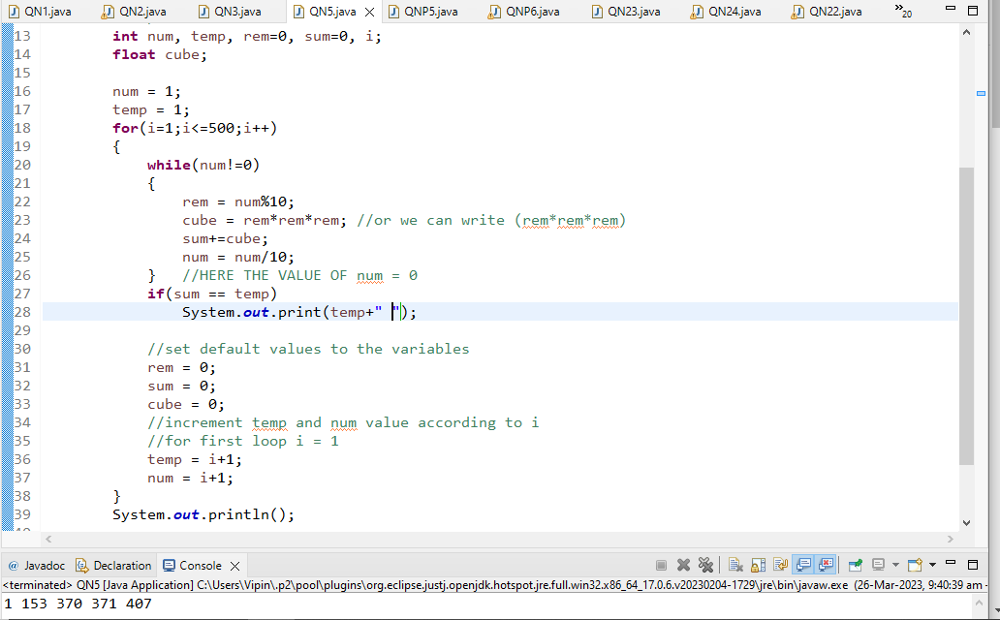 QN1.java QN2.java QN3.java QN5.java QNP5.java QNP6.java QN23.java QN24.java QN22.java »20
13 int num, temp, rem=0, sum=0, i;
14 float cube;
15
16 num = 1;
17 temp = 1;
18 for(i=1;i<=500;i++)
19 {
20 while(num!=0)
21 {
22 rem = num%10;
23 cube = rem*rem*rem; //or we can write (rem*rem*rem)
24 sum+=cube;
25 num = num/10;
26 } //HERE THE VALUE OF num = 0
27 if(sum == temp)
28 System.out.print(temp+" ");
29
30 //set default values to the variables
31 rem = 0;
32 sum = 0;
33 cube = 0;
34 //increment temp and num value according to i
35 //for first loop i = 1
36 temp = i+1;
37 num = i+1;
38 }
39 System.out.println();
@ Javadoc Declaration Console
<terminated> QN5 [Java Application] C:\Users\Vipin\.p2\pool\plugins\org.eclipse.justj.openjdk.hotspot.jre.full.win32.x86_64_17.0.6.v20230204-1729\jre\bin\javaw.exe (26-Mar-2023, 9:40:39 am –
1 153 370 371 407